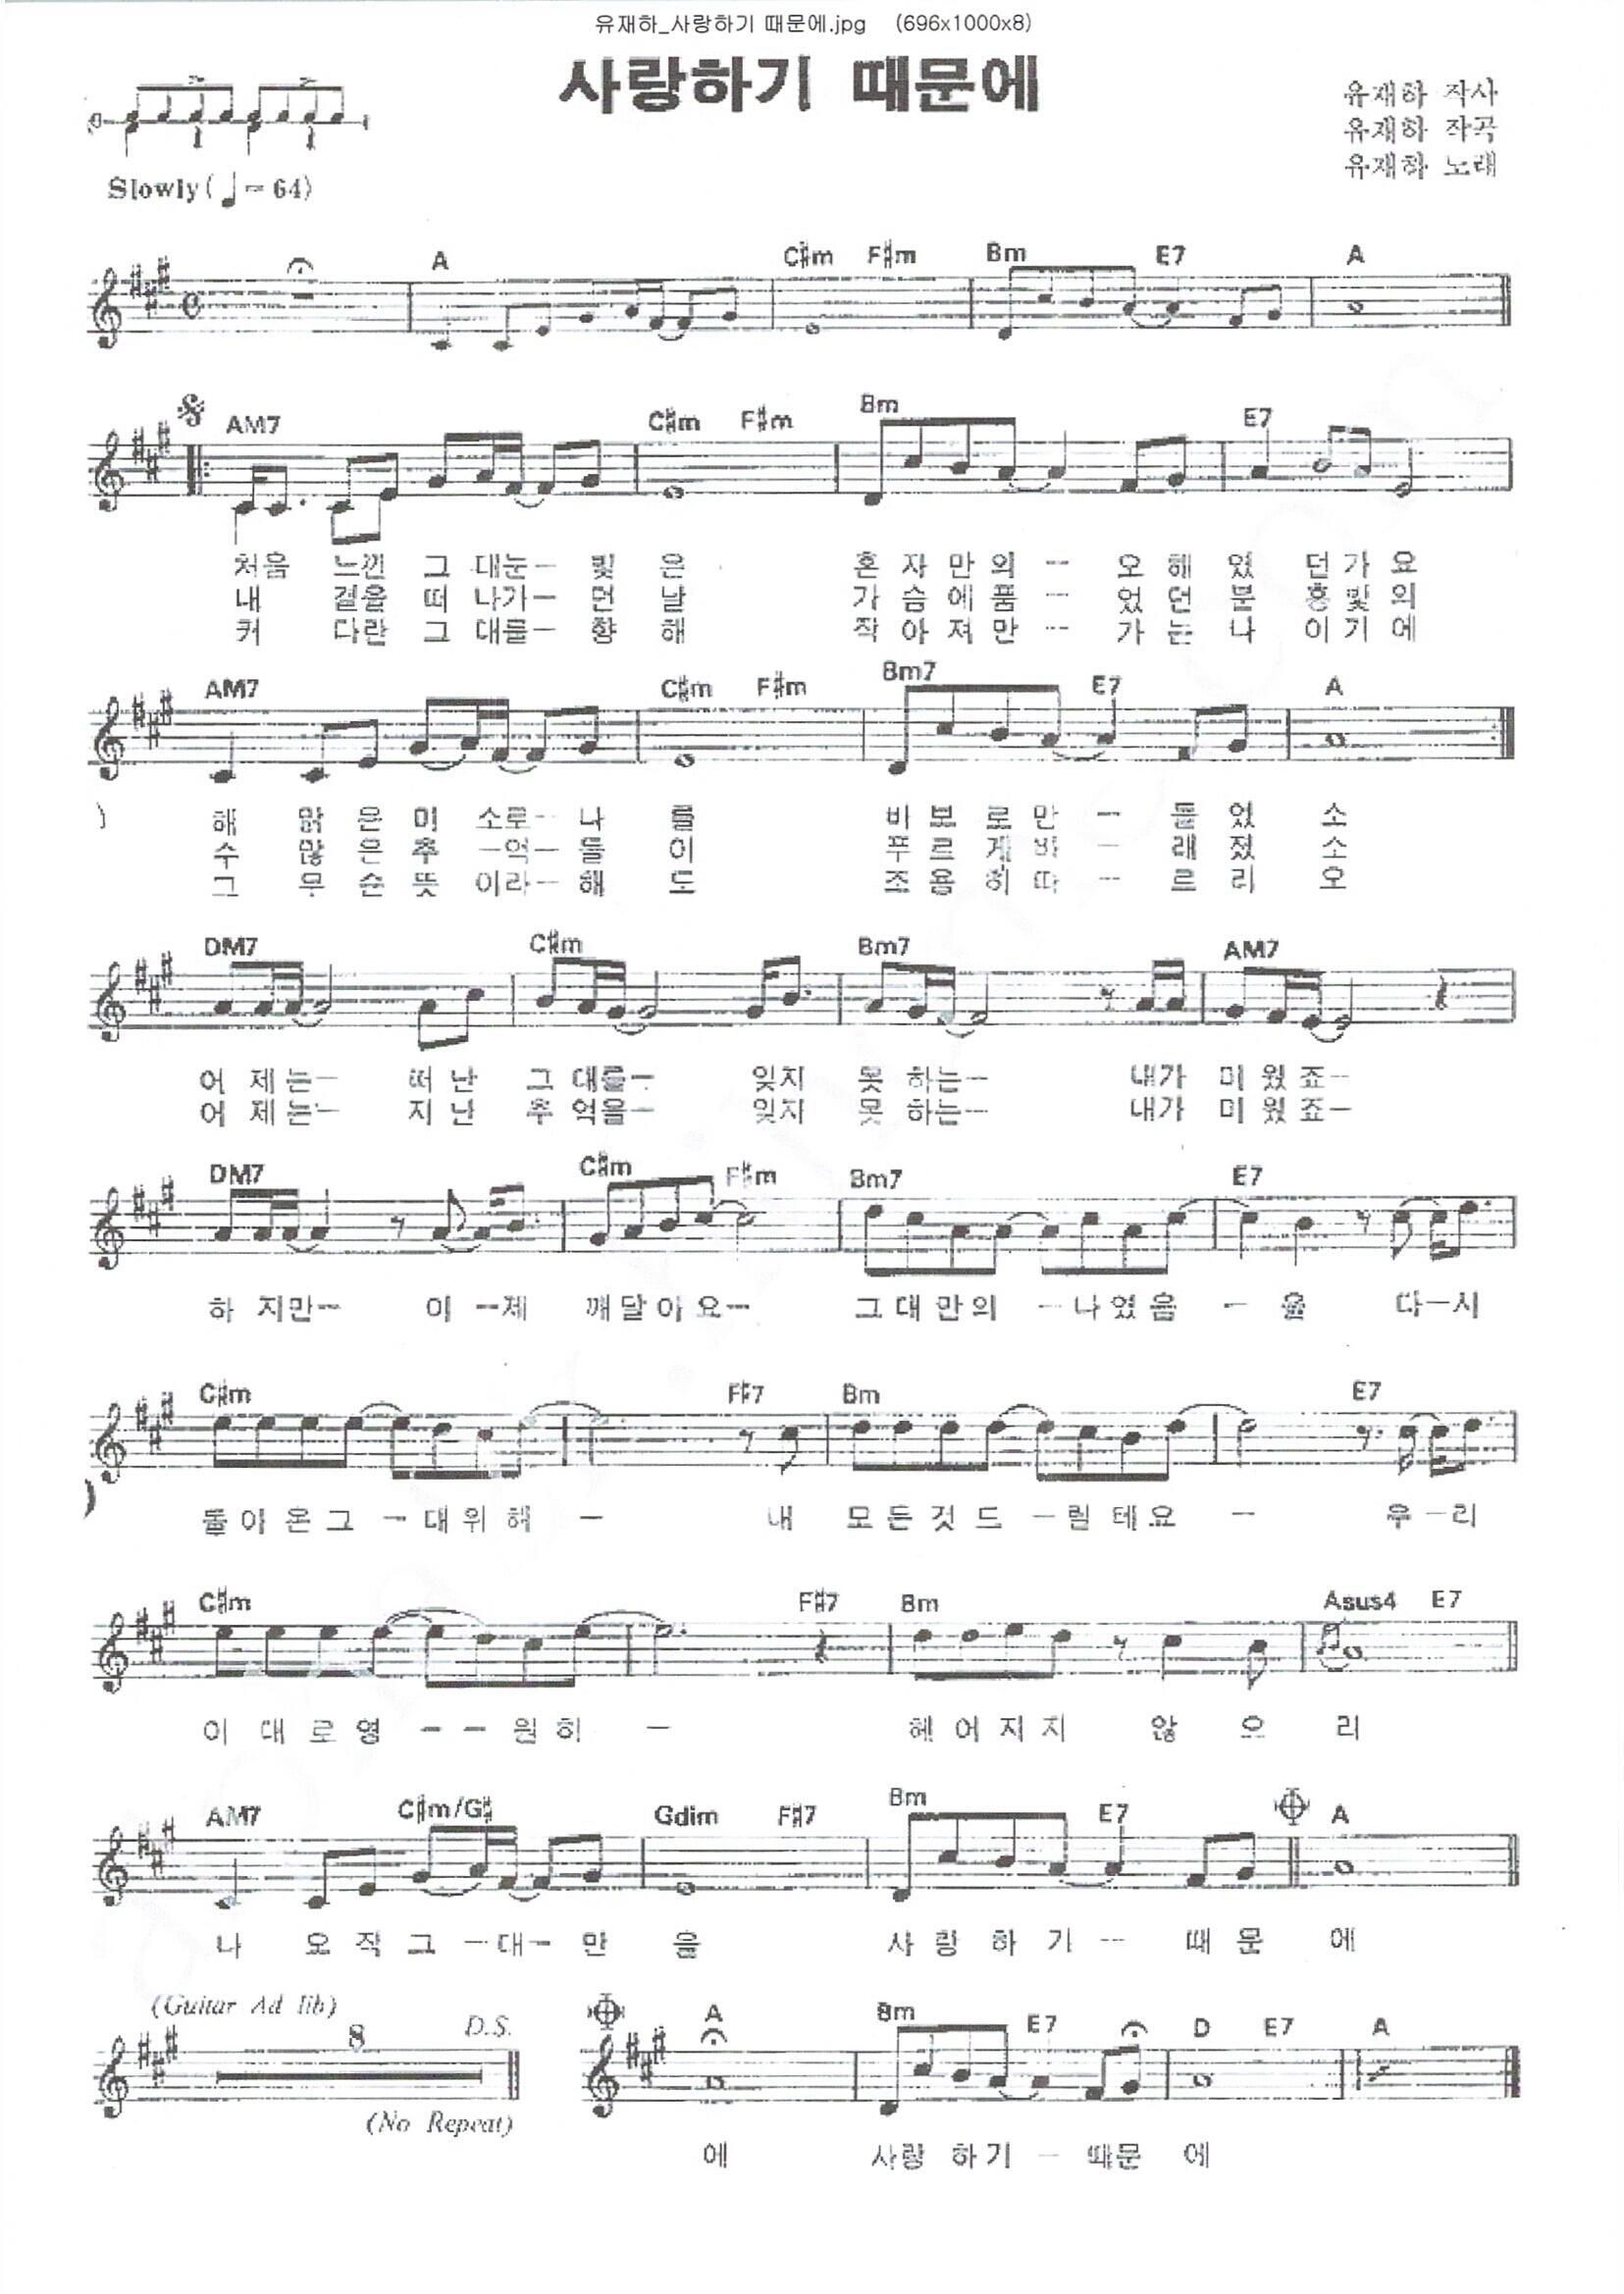 유재하_사랑하기 때문에.jpg (696x1000x8)
사랑하기 때문에
유재하 작사
유재하 작곡
유재하 노래
Slowly(♩=64)
A C♯m F♯m Bm E7 A
AM7 C♯m F♯m Bm E7
처음 느낀 그 대눈- 빛 은 혼 자 만 의 -- 오 해 였 던 가 요
내 곁을 떠 나가- 던 날 가 슴 에 품 -- 었 던 분 홍 빛 의
커 다란 그 대를- 향 해 작 아 져 만 -- 가 는 나 이 기 에
AM7 C♯m F♯m Bm7 E7 A
해 맑 은 미 소로- 나 를 바 보 로 만 - 들 었 소
수 많 은 추 -억- 들 이 푸 르 게 바 - 래 졌 소
그 무 슨 뜻 이라- 해 도 조 용 히 따 -- 르 리 오
DM7 C♯m Bm7 AM7
어 제 는- 떠 난 그 대를- 잊지 못 하는- 내가 미 웠 죠-
어 제 는- 지 난 추 억을- 잊지 못 하는- 내가 미 웠 죠-
DM7 C♯m F♯m Bm7 E7
하 지만- 이 -제 깨 달 아 요- 그 대 만 의 -나 였 음 - 을 다-시
C♯m F♯7 Bm E7
돌 아 온 그 - 대 위 해 - 내 모 든 것 드 -릴 테 요 - 우 -리
C♯m F♯7 Bm Asus4 E7
이 대 로 영 - - 원 히 - 헤 어 지 지 않 으 리
AM7 C♯m/G♯ Gdim F♯7 Bm E7 A
나 오 직 그 -대- 만 을 사 랑 하 기 -- 때 문 에
(Guitar Ad lib)
8 D.S.
(No Repeat)
A Bm E7 D E7 A
에 사랑 하 기 - 때문 에